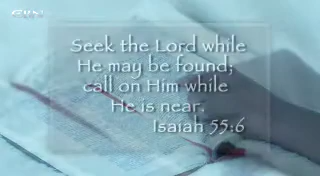 Seek the Lord while
He may be found;
call on Him while
He is near.
Isaiah 55:6